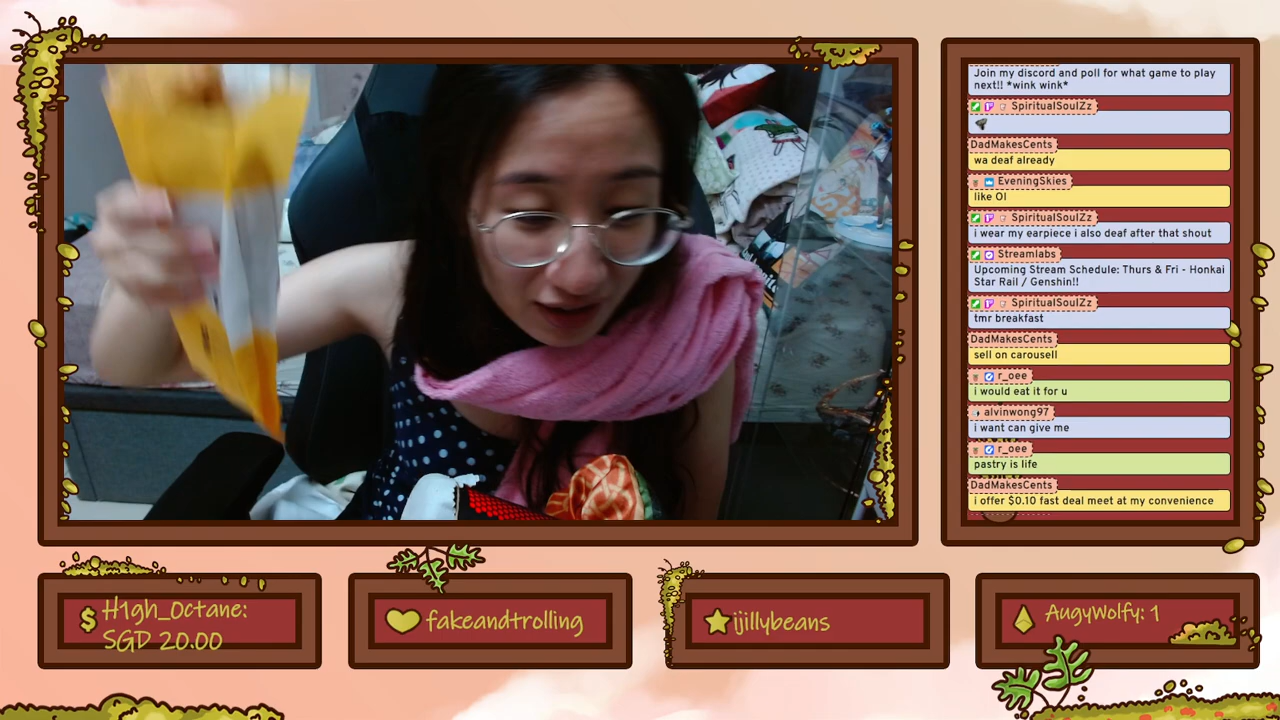 Join my discord and poll for what game to play
next!! *wink wink*
SpiritualSoulZz
DadMakesCents
wa deaf already
EveningSkies
like OI
SpiritualSoulZz
i wear my earpiece i also deaf after that shout
Streamlabs
Upcoming Stream Schedule: Thurs & Fri - Honkai
Star Rail / Genshin!!
SpiritualSoulZz
tmr breakfast
DadMakesCents
sell on carousell
r_oee
i would eat it for u
alvinwong97
i want can give me
r_oee
pastry is life
DadMakesCents
i offer $0.10 fast deal meet at my convenience
$ H1gh_Octane:
SGD 20.00
fakeandtrolling
ijillybeans
AugyWolfy: 1